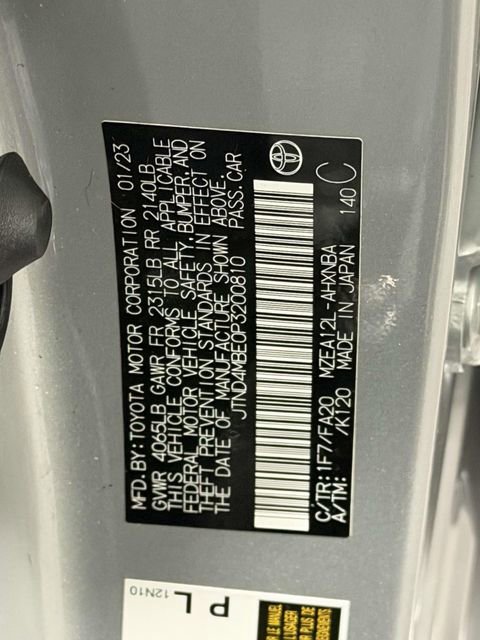 MFD. BY: TOYOTA MOTOR CORPORATION 01/23
GVWR 4065LB GAWR FR 2315LB RR 2140LB
THIS VEHICLE CONFORMS TO ALL APPLICABLE
FEDERAL MOTOR VEHICLE SAFETY, BUMPER, AND
THEFT PREVENTION STANDARDS IN EFFECT ON
THE DATE OF MANUFACTURE SHOWN ABOVE.
JTND4MBE0P3200810 PASS.CAR
C/TR: 1F7/FA20 MZEA12L-AHXNBA
A/TM: /K120 MADE IN JAPAN 140 C
P L
12N10